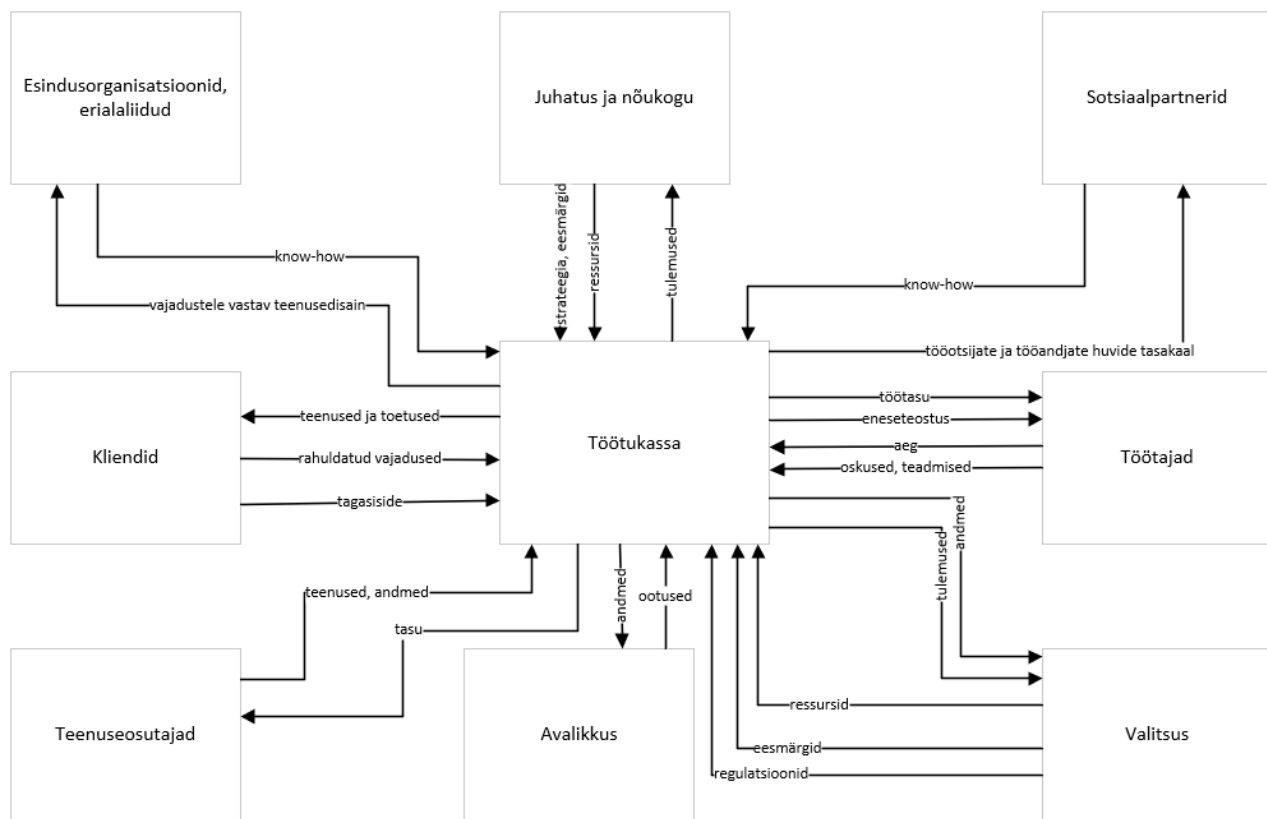 Esindusorganisatsioonid,
erialaliidud
Juhatus ja nõukogu
Sotsiaalpartnerid
strateegia, eesmärgid
ressursid
tulemused
know-how
know-how
vajadustele vastav teenusedisain
tööotsijate ja tööandjate huvide tasakaal
Kliendid
teenused ja toetused
rahuldatud vajadused
tagasiside
Töötukassa
töötasu
eneseteostus
aeg
oskused, teadmised
Töötajad
andmed
tulemused
teenused, andmed
tasu
andmed
ootused
Teenuseosutajad
Avalikkus
ressursid
eesmärgid
regulatsioonid
Valitsus